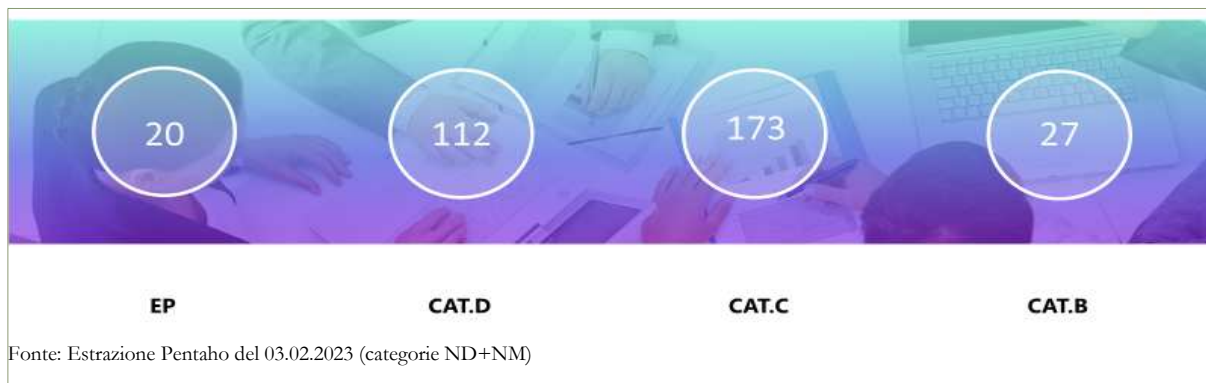 20 112 173 27
EP CAT.D CAT.C CAT.B
Fonte: Estrazione Pentaho del 03.02.2023 (categorie ND+NM)